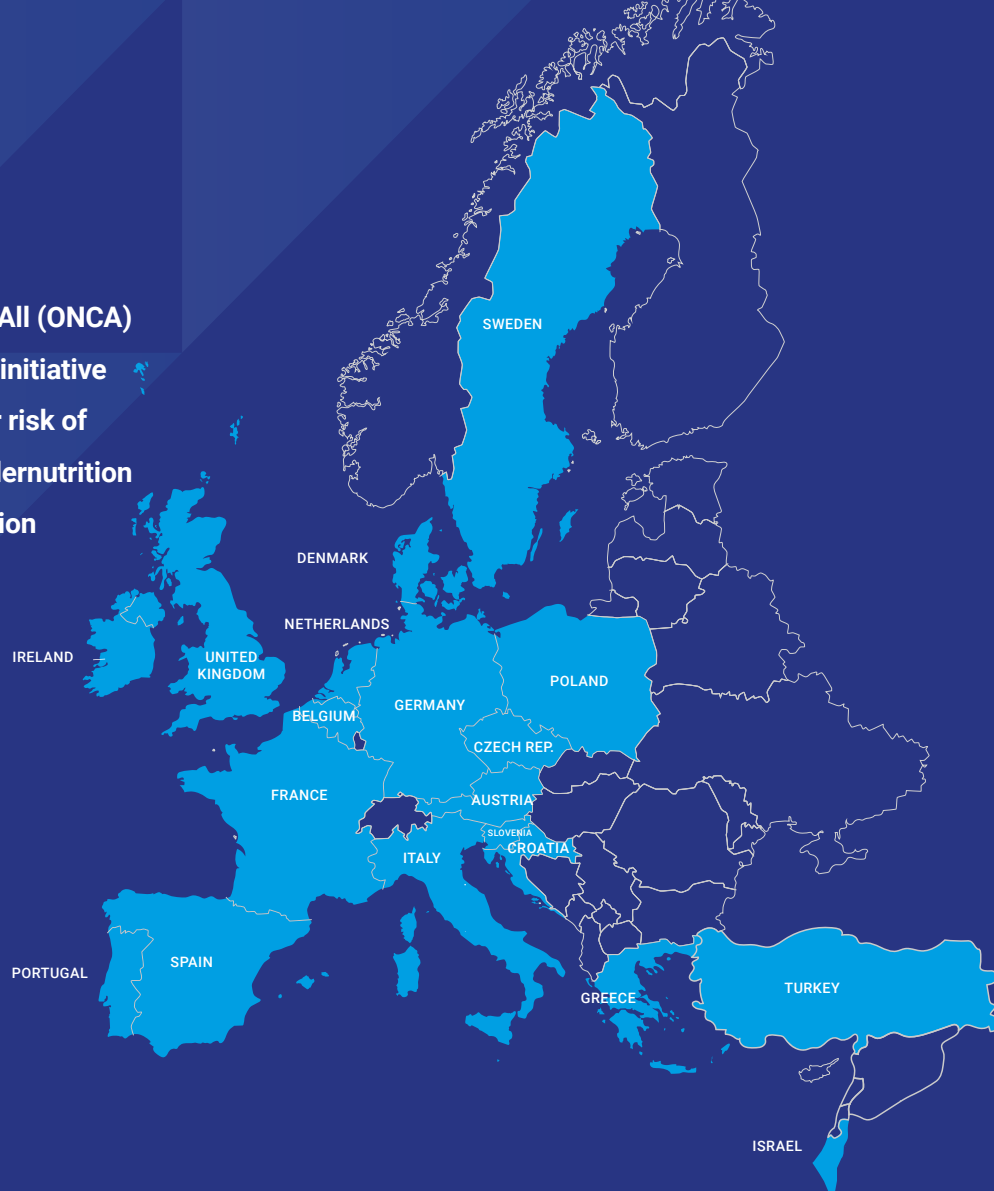 All (ONCA)
initiative
risk of
dernutrition
SWEDEN
DENMARK
NETHERLANDS
IRELAND
UNITED
KINGDOM
BELGIUM
GERMANY
POLAND
CZECH REP.
FRANCE
AUSTRIA
SLOVENIA
CROATIA
ITALY
PORTUGAL
SPAIN
GREECE
TURKEY
ISRAEL